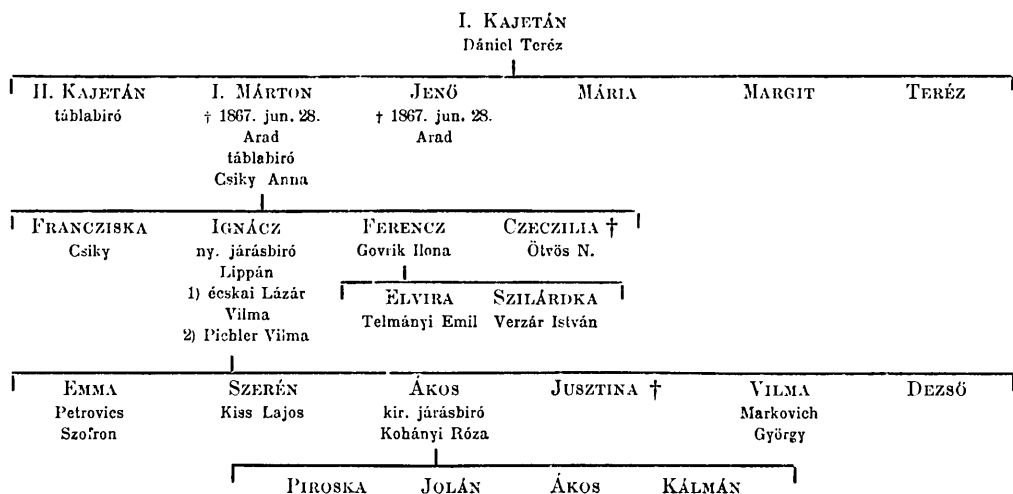 I. KAJETÁN
Dániel Teréz
II. KAJETÁN I. MÁRTON JENŐ MÁRIA MARGIT TERÉZ
táblabiró † 1867. jun. 28. † 1867. jun. 28.
Arad Arad
táblabiró
Csiky Anna
FRANCZISKA IGNÁCZ FERENCZ CZECZILIA †
Csiky ny. járásbiró Govrik Ilona Ötvös N.
Lippán
1) écskai Lázár ELVIRA SZILÁRDKA
Vilma Telmányi Emil Verzár István
2) Pichler Vilma
EMMA SZERÉN ÁKOS JUSZTINA † VILMA DEZSŐ
Petrovics Kiss Lajos kir. járásbiró Markovich
Szofron Kohányi Róza György
PIROSKA JOLÁN ÁKOS KÁLMÁN